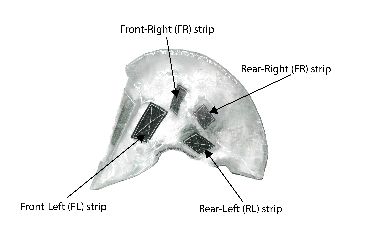 Front-Right (FR) strip
Rear-Right (FR) strip
Front-Left (FL) strip
Rear-Left (RL) strip